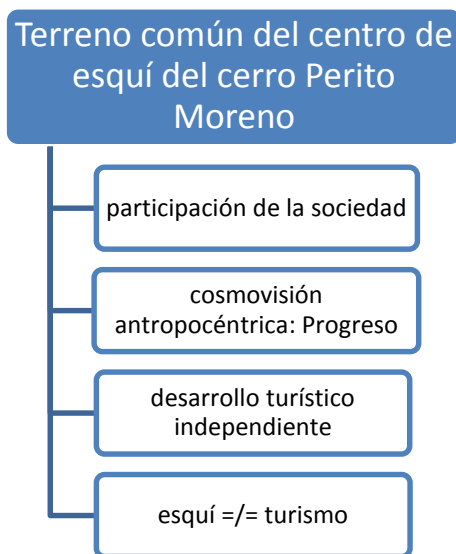 Terreno común del centro de
esquí del cerro Perito
Moreno
participación de la sociedad
cosmovisión
antropocéntrica: Progreso
desarrollo turístico
independiente
esquí =/= turismo